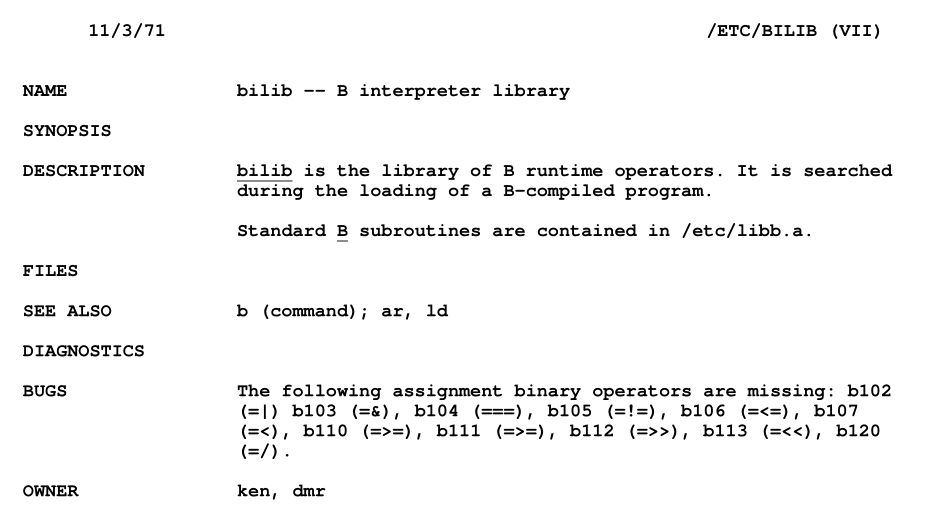 11/3/71 /ETC/BILIB (VII)
NAME bilib -- B interpreter library
SYNOPSIS
DESCRIPTION bilib is the library of B runtime operators. It is searched
during the loading of a B-compiled program.
Standard B subroutines are contained in /etc/libb.a.
FILES
SEE ALSO b (command); ar, ld
DIAGNOSTICS
BUGS The following assignment binary operators are missing: b102
(=|) b103 (=&), b104 (===), b105 (=!=), b106 (=<=), b107
(=<), b110 (=>=), b111 (=>=), b112 (=>>), b113 (=<<), b120
(=/).
OWNER ken, dmr